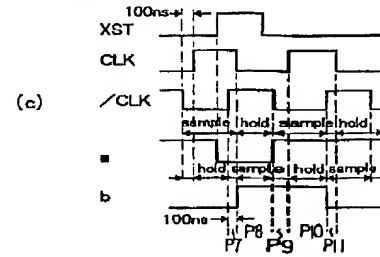 100ns
XST
CLK
(c)
/CLK
sample hold sample hold
a
hold sample hold sample
b
100ns
P8 P10
P7 P9 P11